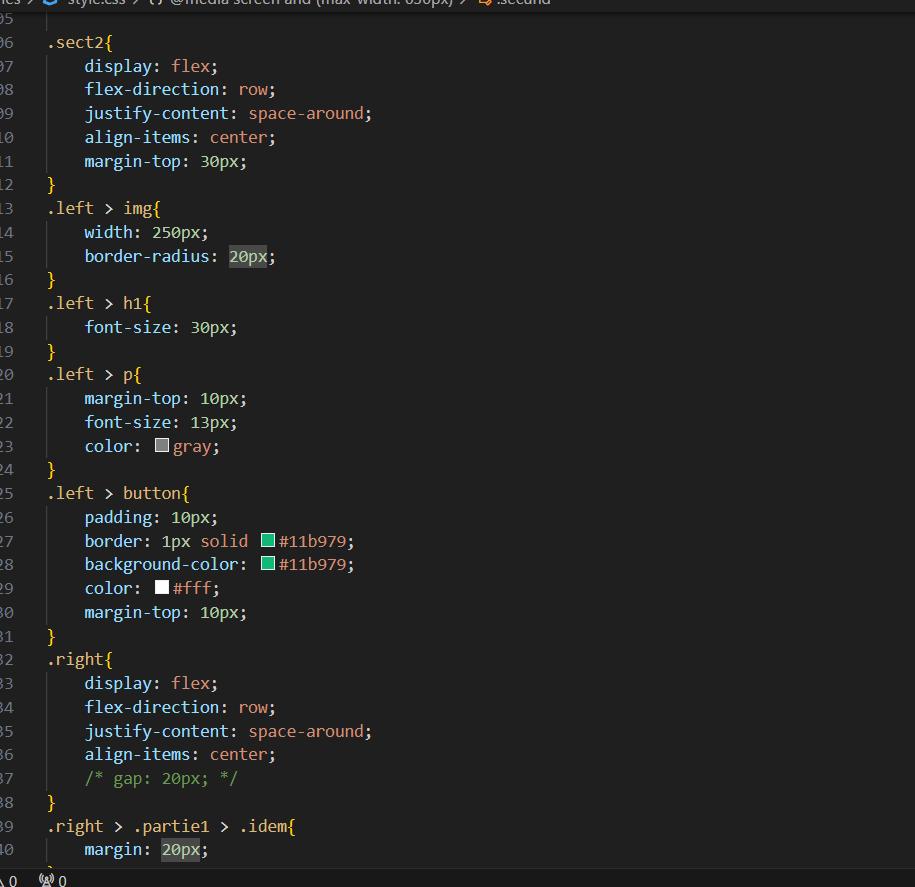 style.css > {} @media screen and (max-width: 650px) > .secund
05
06 .sect2{
07 display: flex;
08 flex-direction: row;
09 justify-content: space-around;
10 align-items: center;
11 margin-top: 30px;
12 }
13 .left > img{
14 width: 250px;
15 border-radius: 20px;
16 }
17 .left > h1{
18 font-size: 30px;
19 }
20 .left > p{
21 margin-top: 10px;
22 font-size: 13px;
23 color: gray;
24 }
25 .left > button{
26 padding: 10px;
27 border: 1px solid #11b979;
28 background-color: #11b979;
29 color: #fff;
30 margin-top: 10px;
31 }
32 .right{
33 display: flex;
34 flex-direction: row;
35 justify-content: space-around;
36 align-items: center;
37 /* gap: 20px; */
38 }
39 .right > .partie1 > .idem{
40 margin: 20px;
0 0